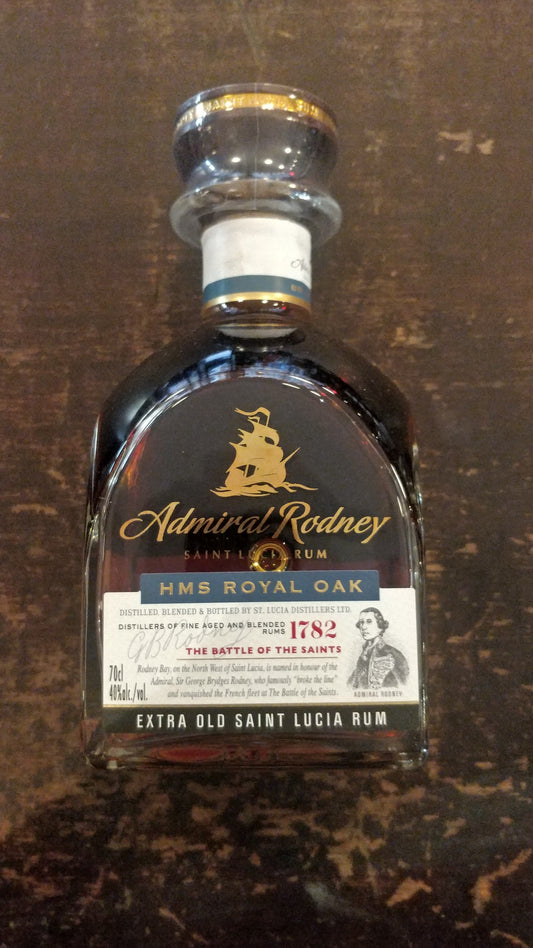 Admiral Rodney
SAINT LUCIA RUM
HMS ROYAL OAK
DISTILLED, BLENDED & BOTTLED BY ST. LUCIA DISTILLERS LTD.
DISTILLERS OF FINE AGED AND BLENDED
RUMS 1782
GBRodney
THE BATTLE OF THE SAINTS
70cl
40%alc./vol.
Rodney Bay, on the North West of Saint Lucia, is named in honour of the
Admiral, Sir George Brydges Rodney, who famously "broke the line"
and vanquished the French fleet at The Battle of the Saints.
ADMIRAL RODNEY
EXTRA OLD SAINT LUCIA RUM